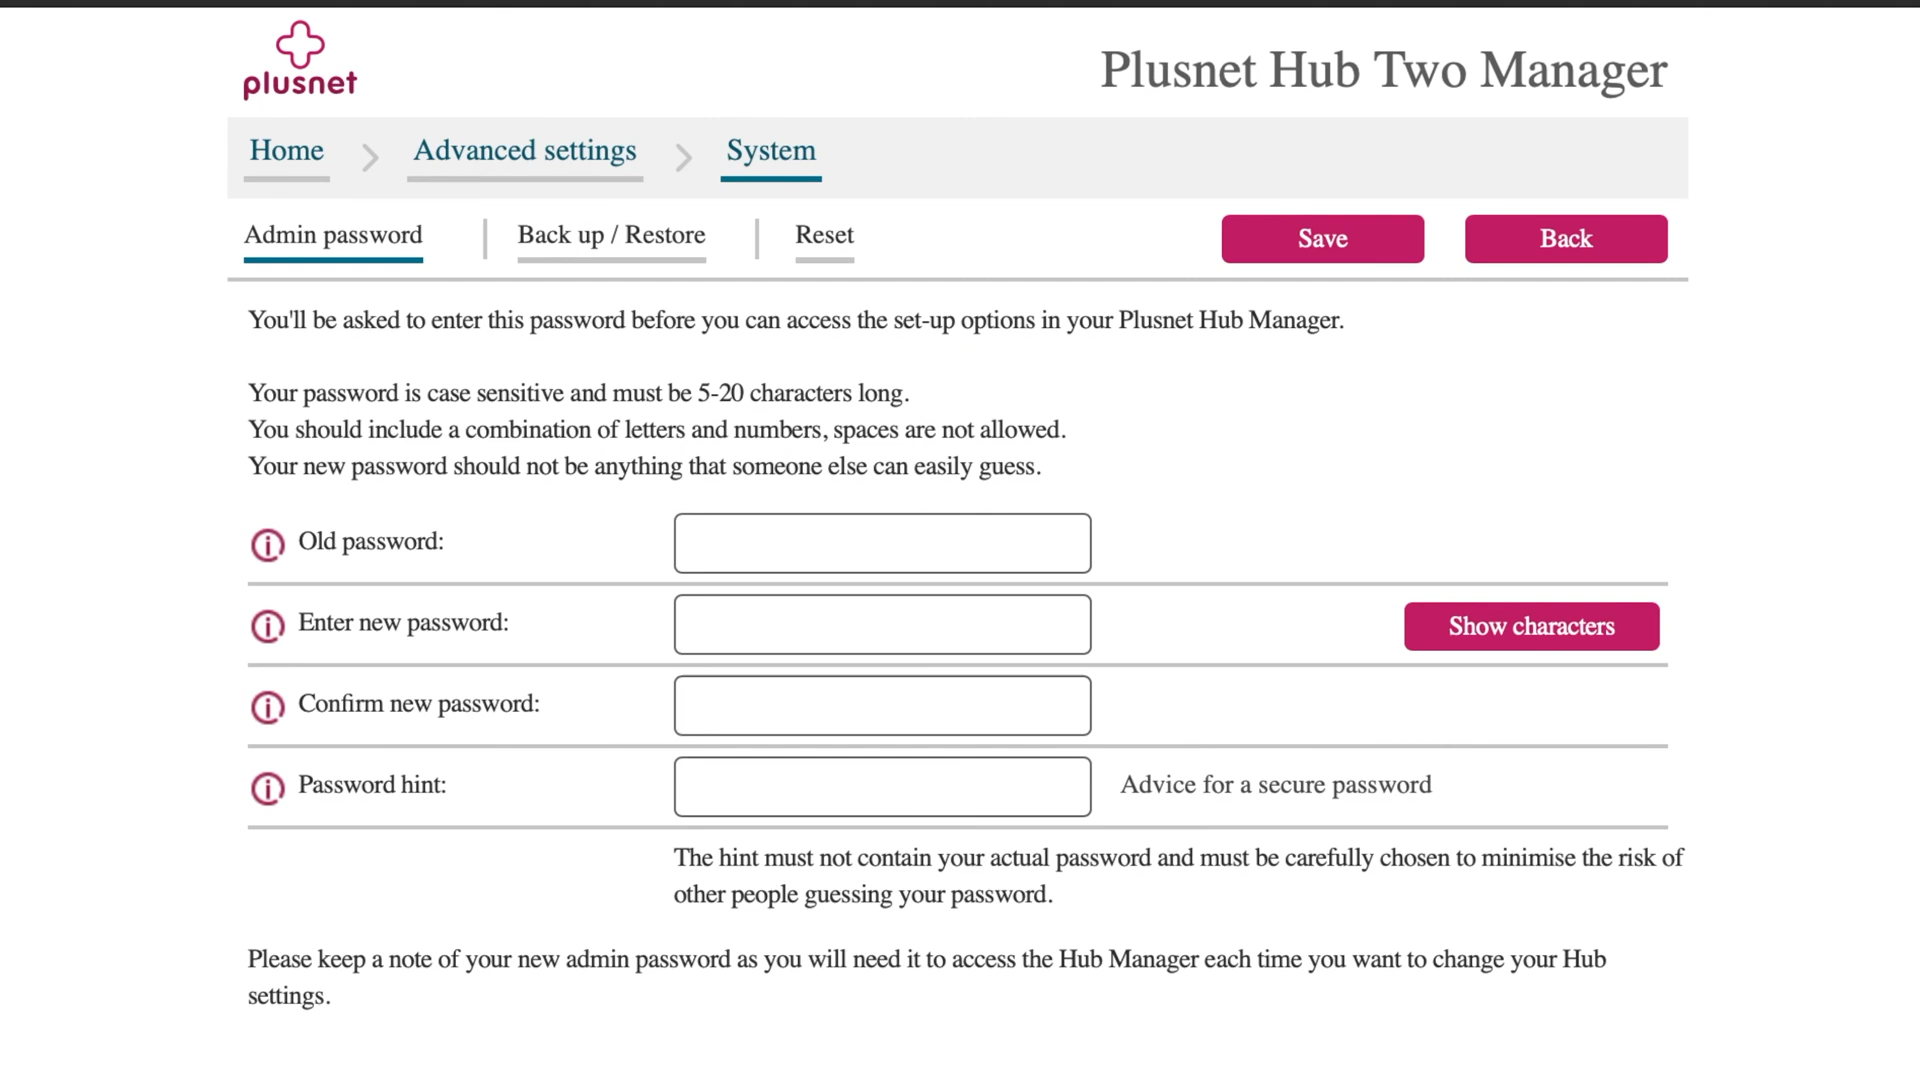 plusnet
Plusnet Hub Two Manager
Home
Advanced settings
System
Admin password
Back up / Restore
Reset
Save
Back
You'll be asked to enter this password before you can access the set-up options in your Plusnet Hub Manager.
Your password is case sensitive and must be 5-20 characters long.
You should include a combination of letters and numbers, spaces are not allowed.
Your new password should not be anything that someone else can easily guess.
Old password:
Enter new password:
Show characters
Confirm new password:
Password hint:
Advice for a secure password
The hint must not contain your actual password and must be carefully chosen to minimise the risk of
other people guessing your password.
Please keep a note of your new admin password as you will need it to access the Hub Manager each time you want to change your Hub
settings.